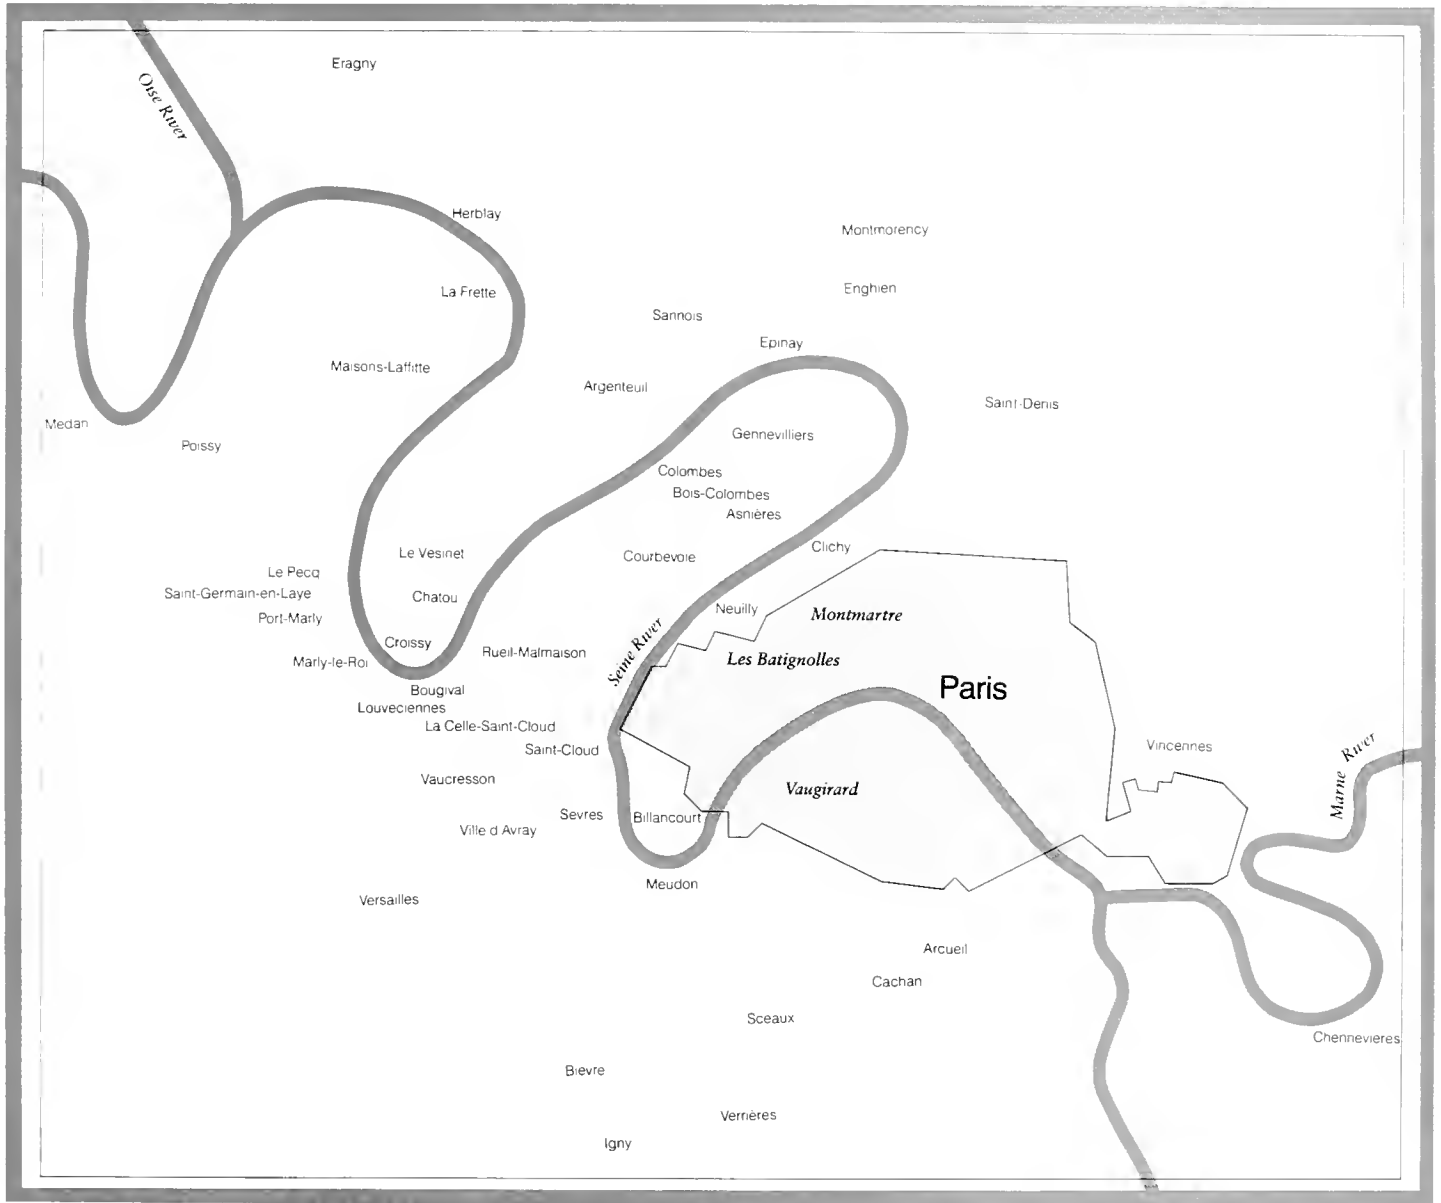 Eragny
Oise River
Herblay
Montmorency
La Frette
Enghien
Sannois
Epinay
Maisons-Laffitte
Argenteuil
Saint-Denis
Medan
Gennevilliers
Poissy
Colombes
Bois-Colombes
Asnières
Clichy
Le Vesinet
Courbevoie
Le Pecq
Saint-Germain-en-Laye
Chatou
Port-Marly
Neuilly
Montmartre
Croissy
Seine River
Rueil-Malmaison
Marly-le-Roi
Les Batignolles
Bougival
Paris
Louveciennes
La Celle-Saint-Cloud
Saint-Cloud
Vincennes
Marne River
Vaucresson
Vaugirard
Sevres
Billancourt
Ville d Avray
Meudon
Versailles
Arcueil
Cachan
Sceaux
Chennevieres
Bievre
Verrières
Igny